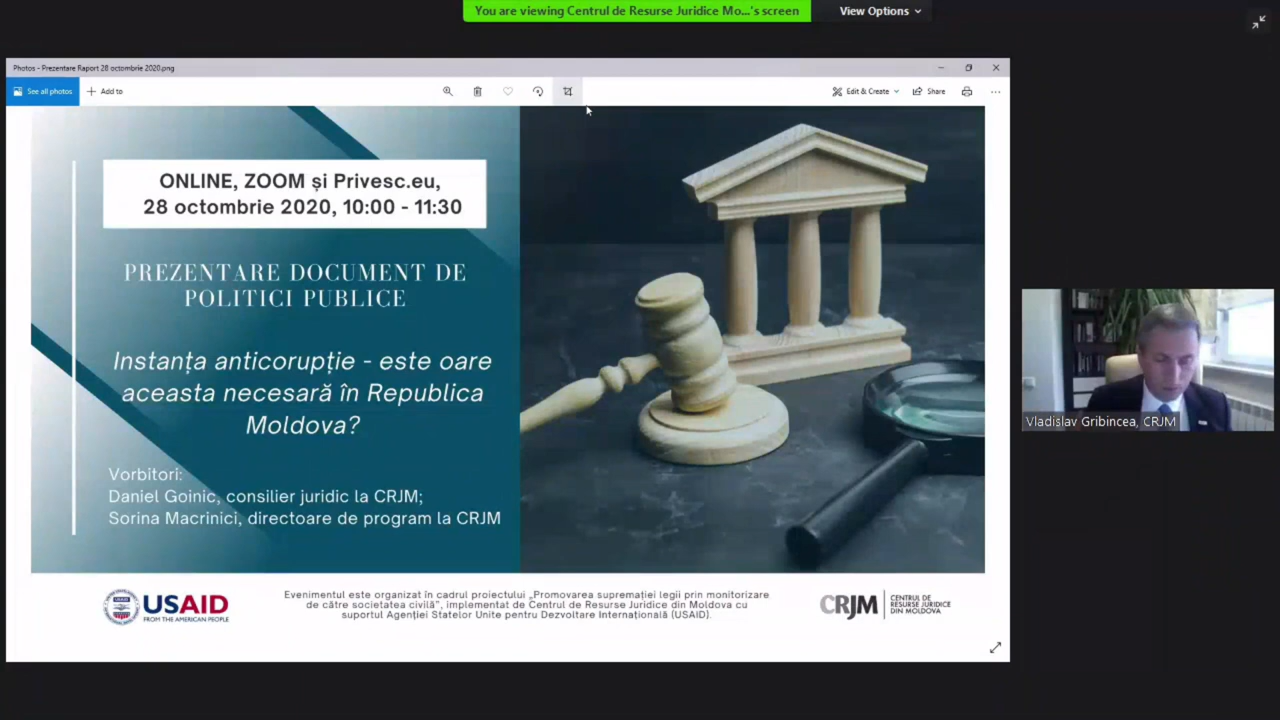 You are viewing Centrul de Resurse Juridice Mo...'s screen
View Options
Photos - Prezentare Raport 28 octombrie 2020.png
See all photos
Add to
Edit & Create
Share
ONLINE, ZOOM și Privesc.eu,
28 octombrie 2020, 10:00 - 11:30
PREZENTARE DOCUMENT DE
POLITICI PUBLICE
Instanța anticorupție - este oare
aceasta necesară în Republica
Moldova?
Vorbitori:
Daniel Goinic, consilier juridic la CRJM;
Sorina Macrinici, directoare de program la CRJM
Vladislav Gribincea, CRJM
USAID
FROM THE AMERICAN PEOPLE
Evenimentul este organizat în cadrul proiectului „Promovarea supremației legii prin monitorizare
de către societatea civilă”, implementat de Centrul de Resurse Juridice din Moldova cu
suportul Agenției Statelor Unite pentru Dezvoltare Internațională (USAID).
CRJM
CENTRUL DE
RESURSE JURIDICE
DIN MOLDOVA